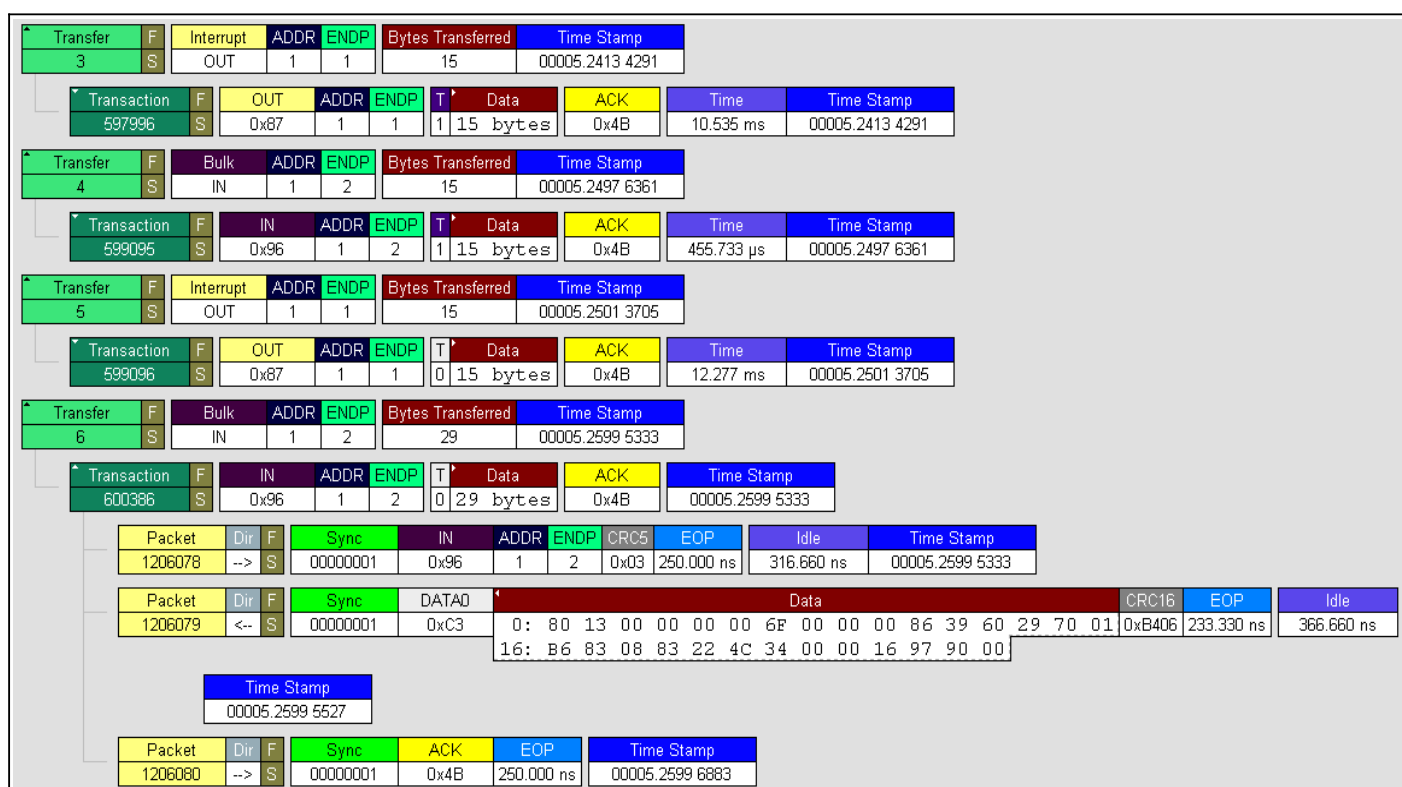 Transfer F Interrupt ADDR ENDP Bytes Transferred Time Stamp
3 S OUT 1 1 15 00005.2413 4291
Transaction F OUT ADDR ENDP T Data ACK Time Time Stamp
597996 S 0x87 1 1 1 15 bytes 0x4B 10.535 ms 00005.2413 4291
Transfer F Bulk ADDR ENDP Bytes Transferred Time Stamp
4 S IN 1 2 15 00005.2497 6361
Transaction F IN ADDR ENDP T Data ACK Time Time Stamp
599095 S 0x96 1 2 1 15 bytes 0x4B 455.733 µs 00005.2497 6361
Transfer F Interrupt ADDR ENDP Bytes Transferred Time Stamp
5 S OUT 1 1 15 00005.2501 3705
Transaction F OUT ADDR ENDP T Data ACK Time Time Stamp
599096 S 0x87 1 1 0 15 bytes 0x4B 12.277 ms 00005.2501 3705
Transfer F Bulk ADDR ENDP Bytes Transferred Time Stamp
6 S IN 1 2 29 00005.2599 5333
Transaction F IN ADDR ENDP T Data ACK Time Stamp
600386 S 0x96 1 2 0 29 bytes 0x4B 00005.2599 5333
Packet Dir F Sync IN ADDR ENDP CRC5 EOP Idle Time Stamp
1206078 --> S 00000001 0x96 1 2 0x03 250.000 ns 316.660 ns 00005.2599 5333
Packet Dir F Sync DATA0 Data CRC16 EOP Idle
1206079 <-- S 00000001 0xC3 0: 80 13 00 00 00 00 6F 00 00 00 86 39 60 29 70 01 0xB406 233.330 ns 366.660 ns
16: B6 83 08 83 22 4C 34 00 00 16 97 90 00
Time Stamp
00005.2599 5527
Packet Dir F Sync ACK EOP Time Stamp
1206080 --> S 00000001 0x4B 250.000 ns 00005.2599 6883